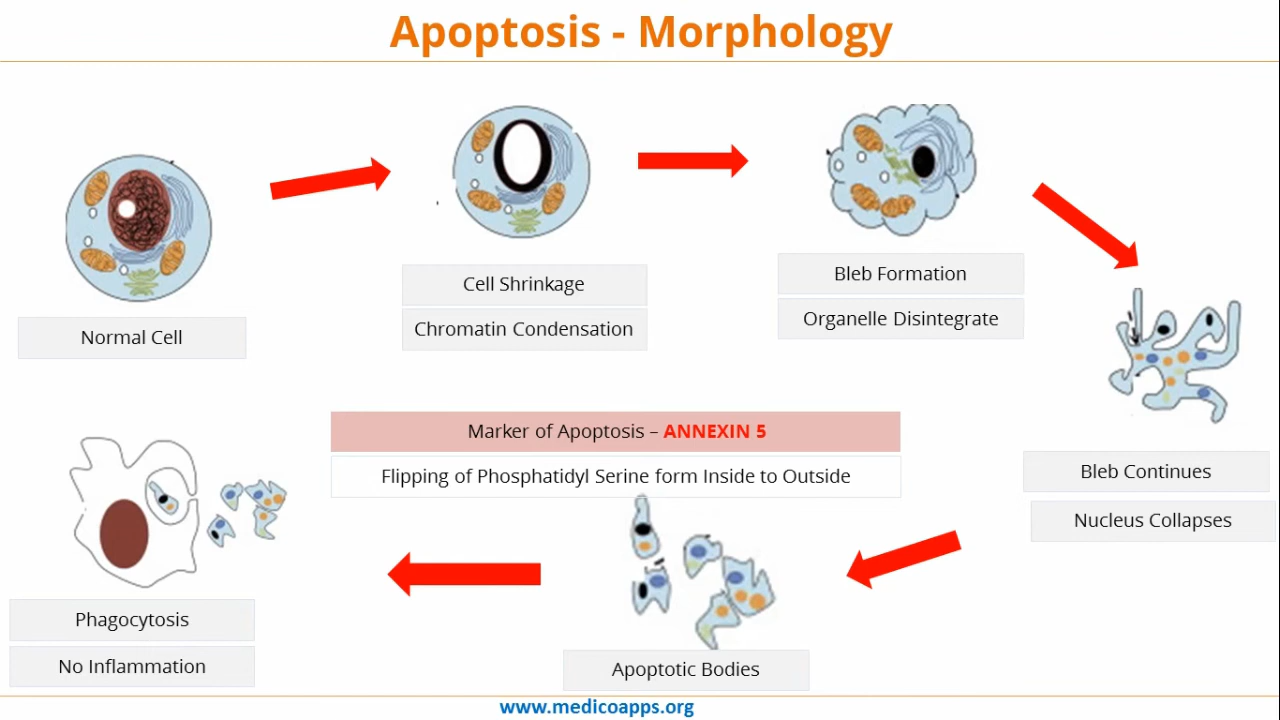 Apoptosis - Morphology
Normal Cell
Cell Shrinkage
Chromatin Condensation
Bleb Formation
Organelle Disintegrate
Bleb Continues
Nucleus Collapses
Marker of Apoptosis – ANNEXIN 5
Flipping of Phosphatidyl Serine form Inside to Outside
Apoptotic Bodies
Phagocytosis
No Inflammation
www.medicoapps.org